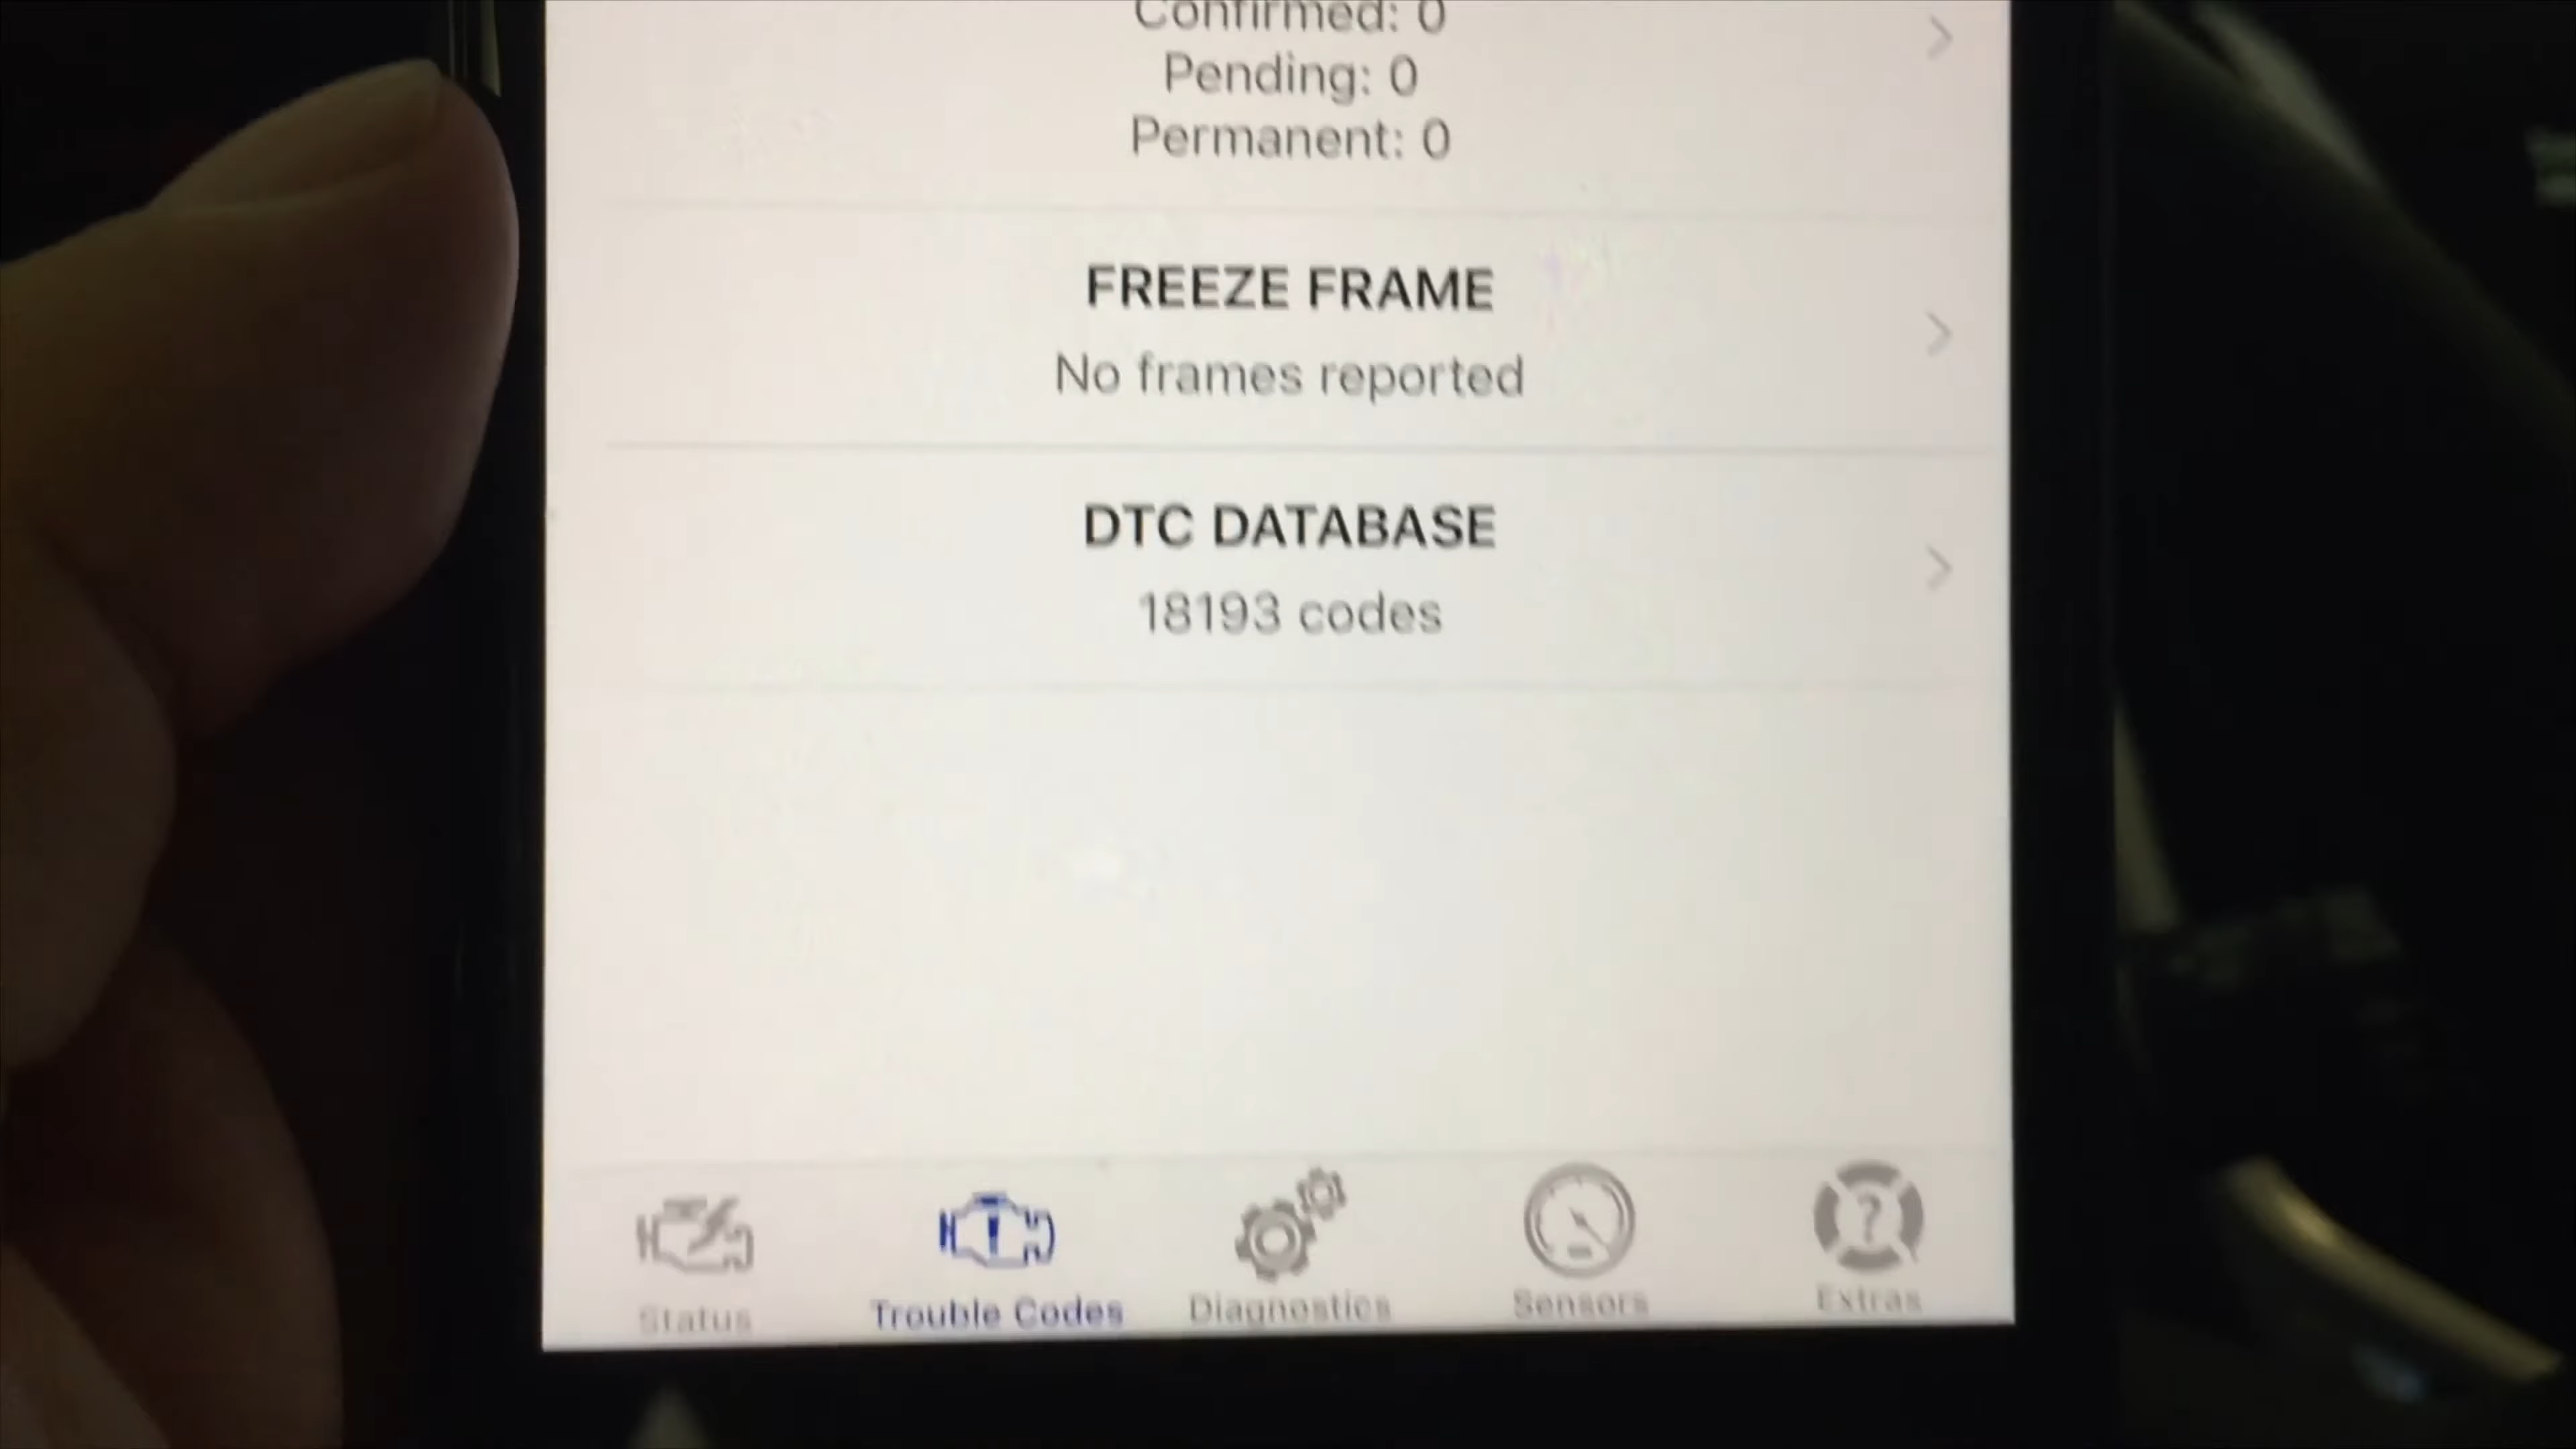 Confirmed: 0
Pending: 0
Permanent: 0
FREEZE FRAME
No frames reported
DTC DATABASE
18193 codes
Status
Trouble Codes
Diagnostics
Sensors
Extras